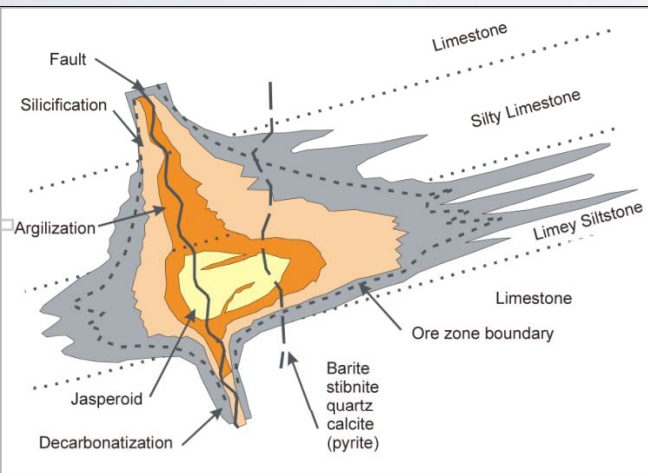 Limestone
Fault
Silicification
Silty Limestone
Argilization
Limey Siltstone
Limestone
Ore zone boundary
Barite
stibnite
quartz
calcite
(pyrite)
Jasperoid
Decarbonatization